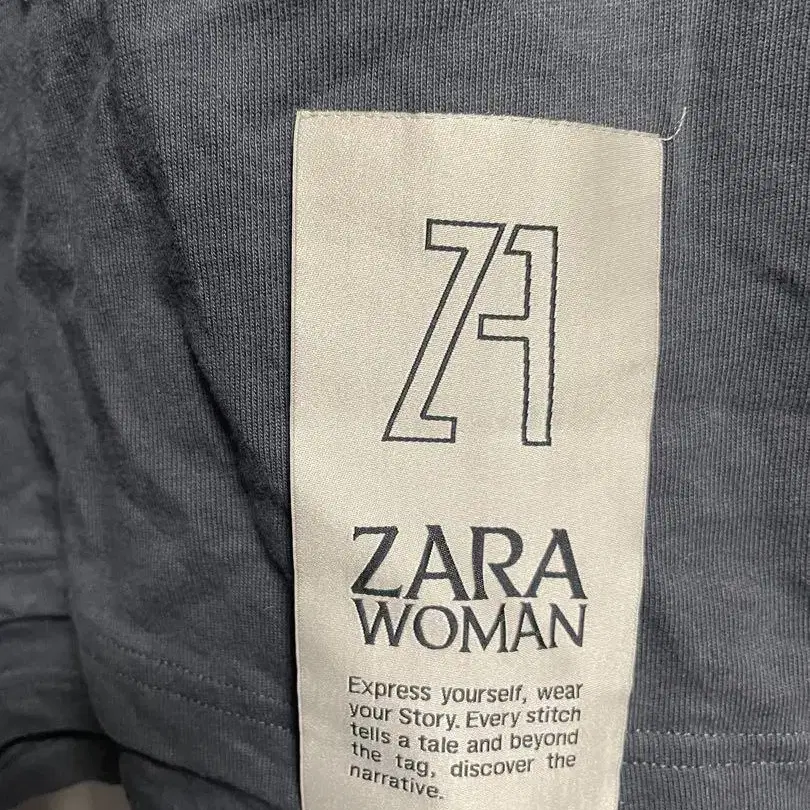 ZA
ZARA
WOMAN
Express yourself, wear
your Story. Every stitch
tells a tale and beyond
the tag, discover the
narrative.